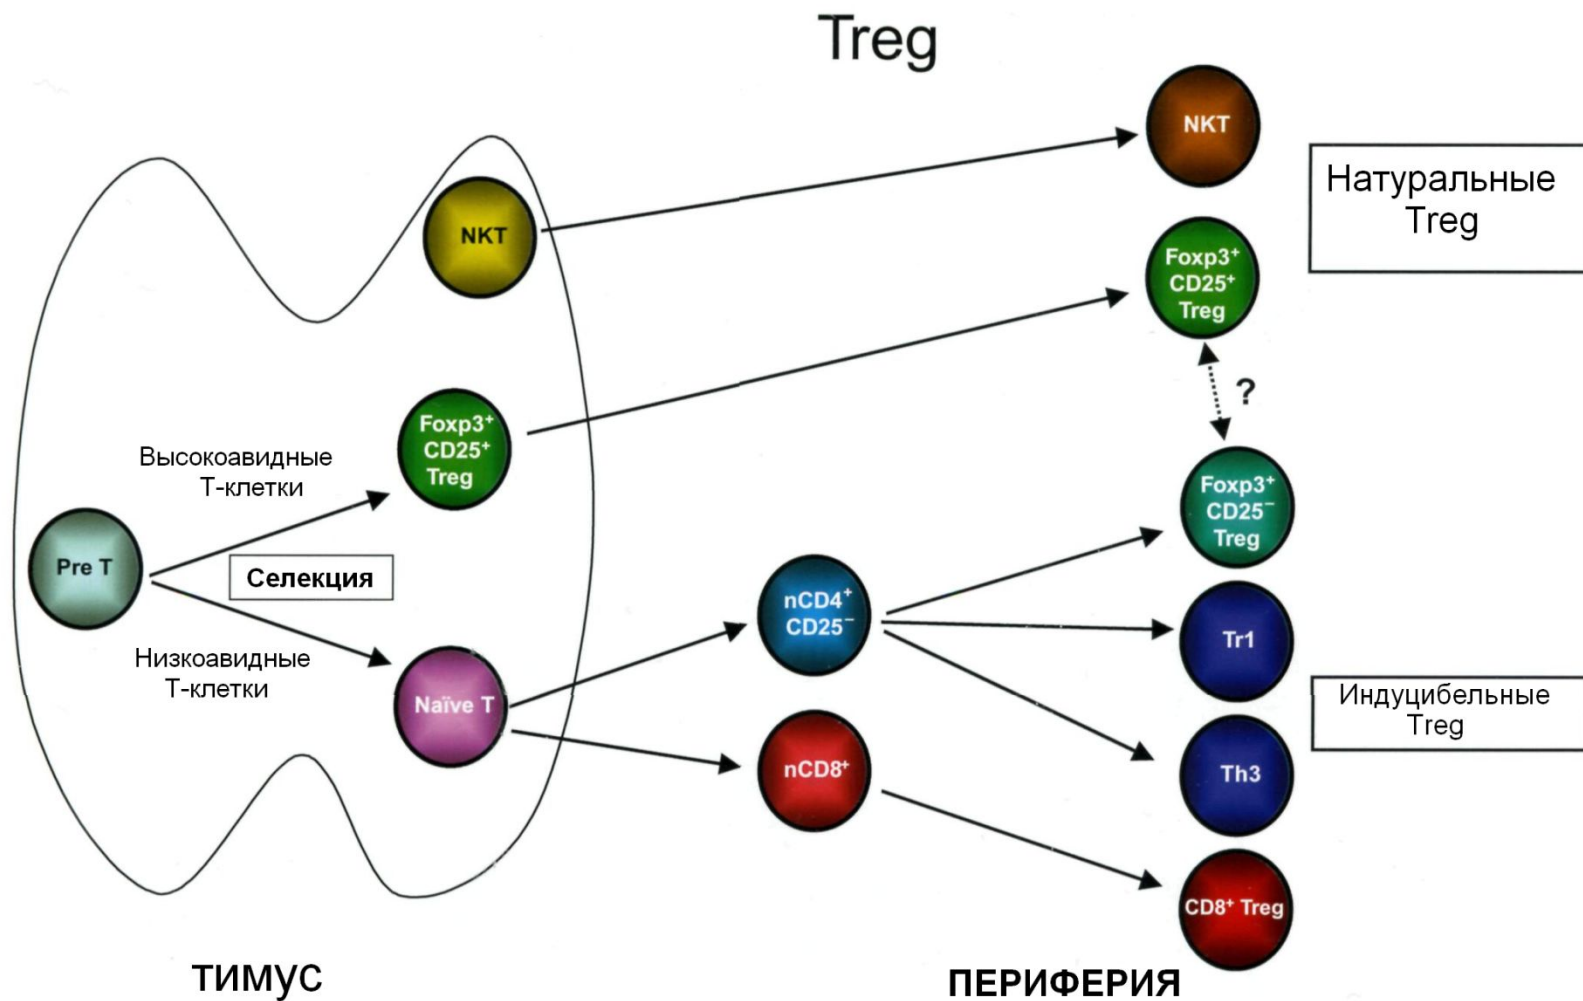 Treg
NKT
Натуральные
Treg
NKT
Foxp3⁺
CD25⁺
Treg
?
Foxp3⁺
CD25⁺
Treg
Высокоавидные
Т-клетки
Foxp3⁺
CD25⁻
Treg
Pre T
Селекция
nCD4⁺
CD25⁻
Tr1
Низкоавидные
Т-клетки
Naïve T
Индуцибельные
Treg
nCD8⁺
Th3
CD8⁺ Treg
ТИМУС
ПЕРИФЕРИЯ